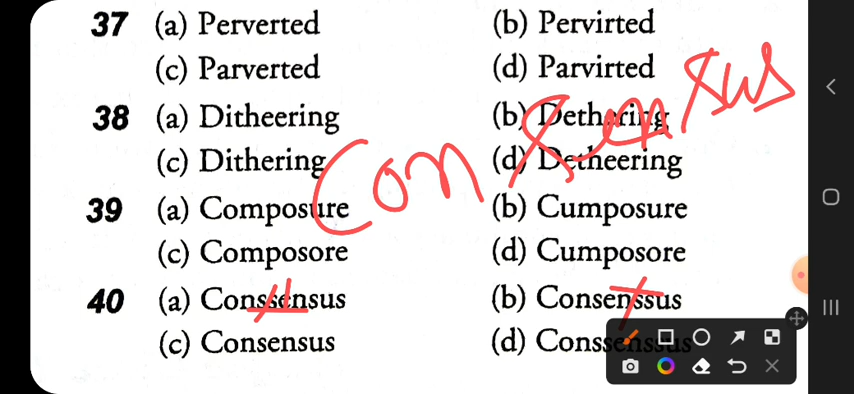 37 (a) Perverted (b) Pervirted
(c) Parverted (d) Parvirted
38 (a) Ditheering (b) Dethering
(c) Dithering (d) Detheering
39 (a) Composure (b) Cumposure
(c) Composore (d) Cumposore
40 (a) Conssensus (b) Consenssus
(c) Consensus (d) Conssenssus
Consensus